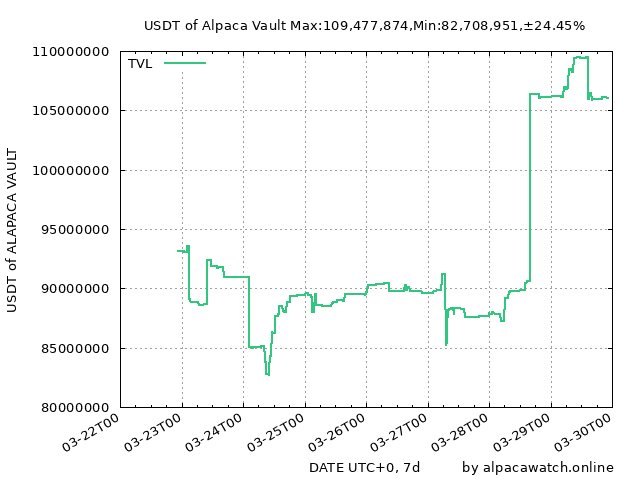 USDT of Alpaca Vault Max:109,477,874,Min:82,708,951,±24.45%
TVL
110000000
105000000
100000000
95000000
90000000
85000000
80000000
USDT of ALAPACA VAULT
03-22T00
03-23T00
03-24T00
03-25T00
03-26T00
03-27T00
03-28T00
03-29T00
03-30T00
DATE UTC+0, 7d
by alpacawatch.online